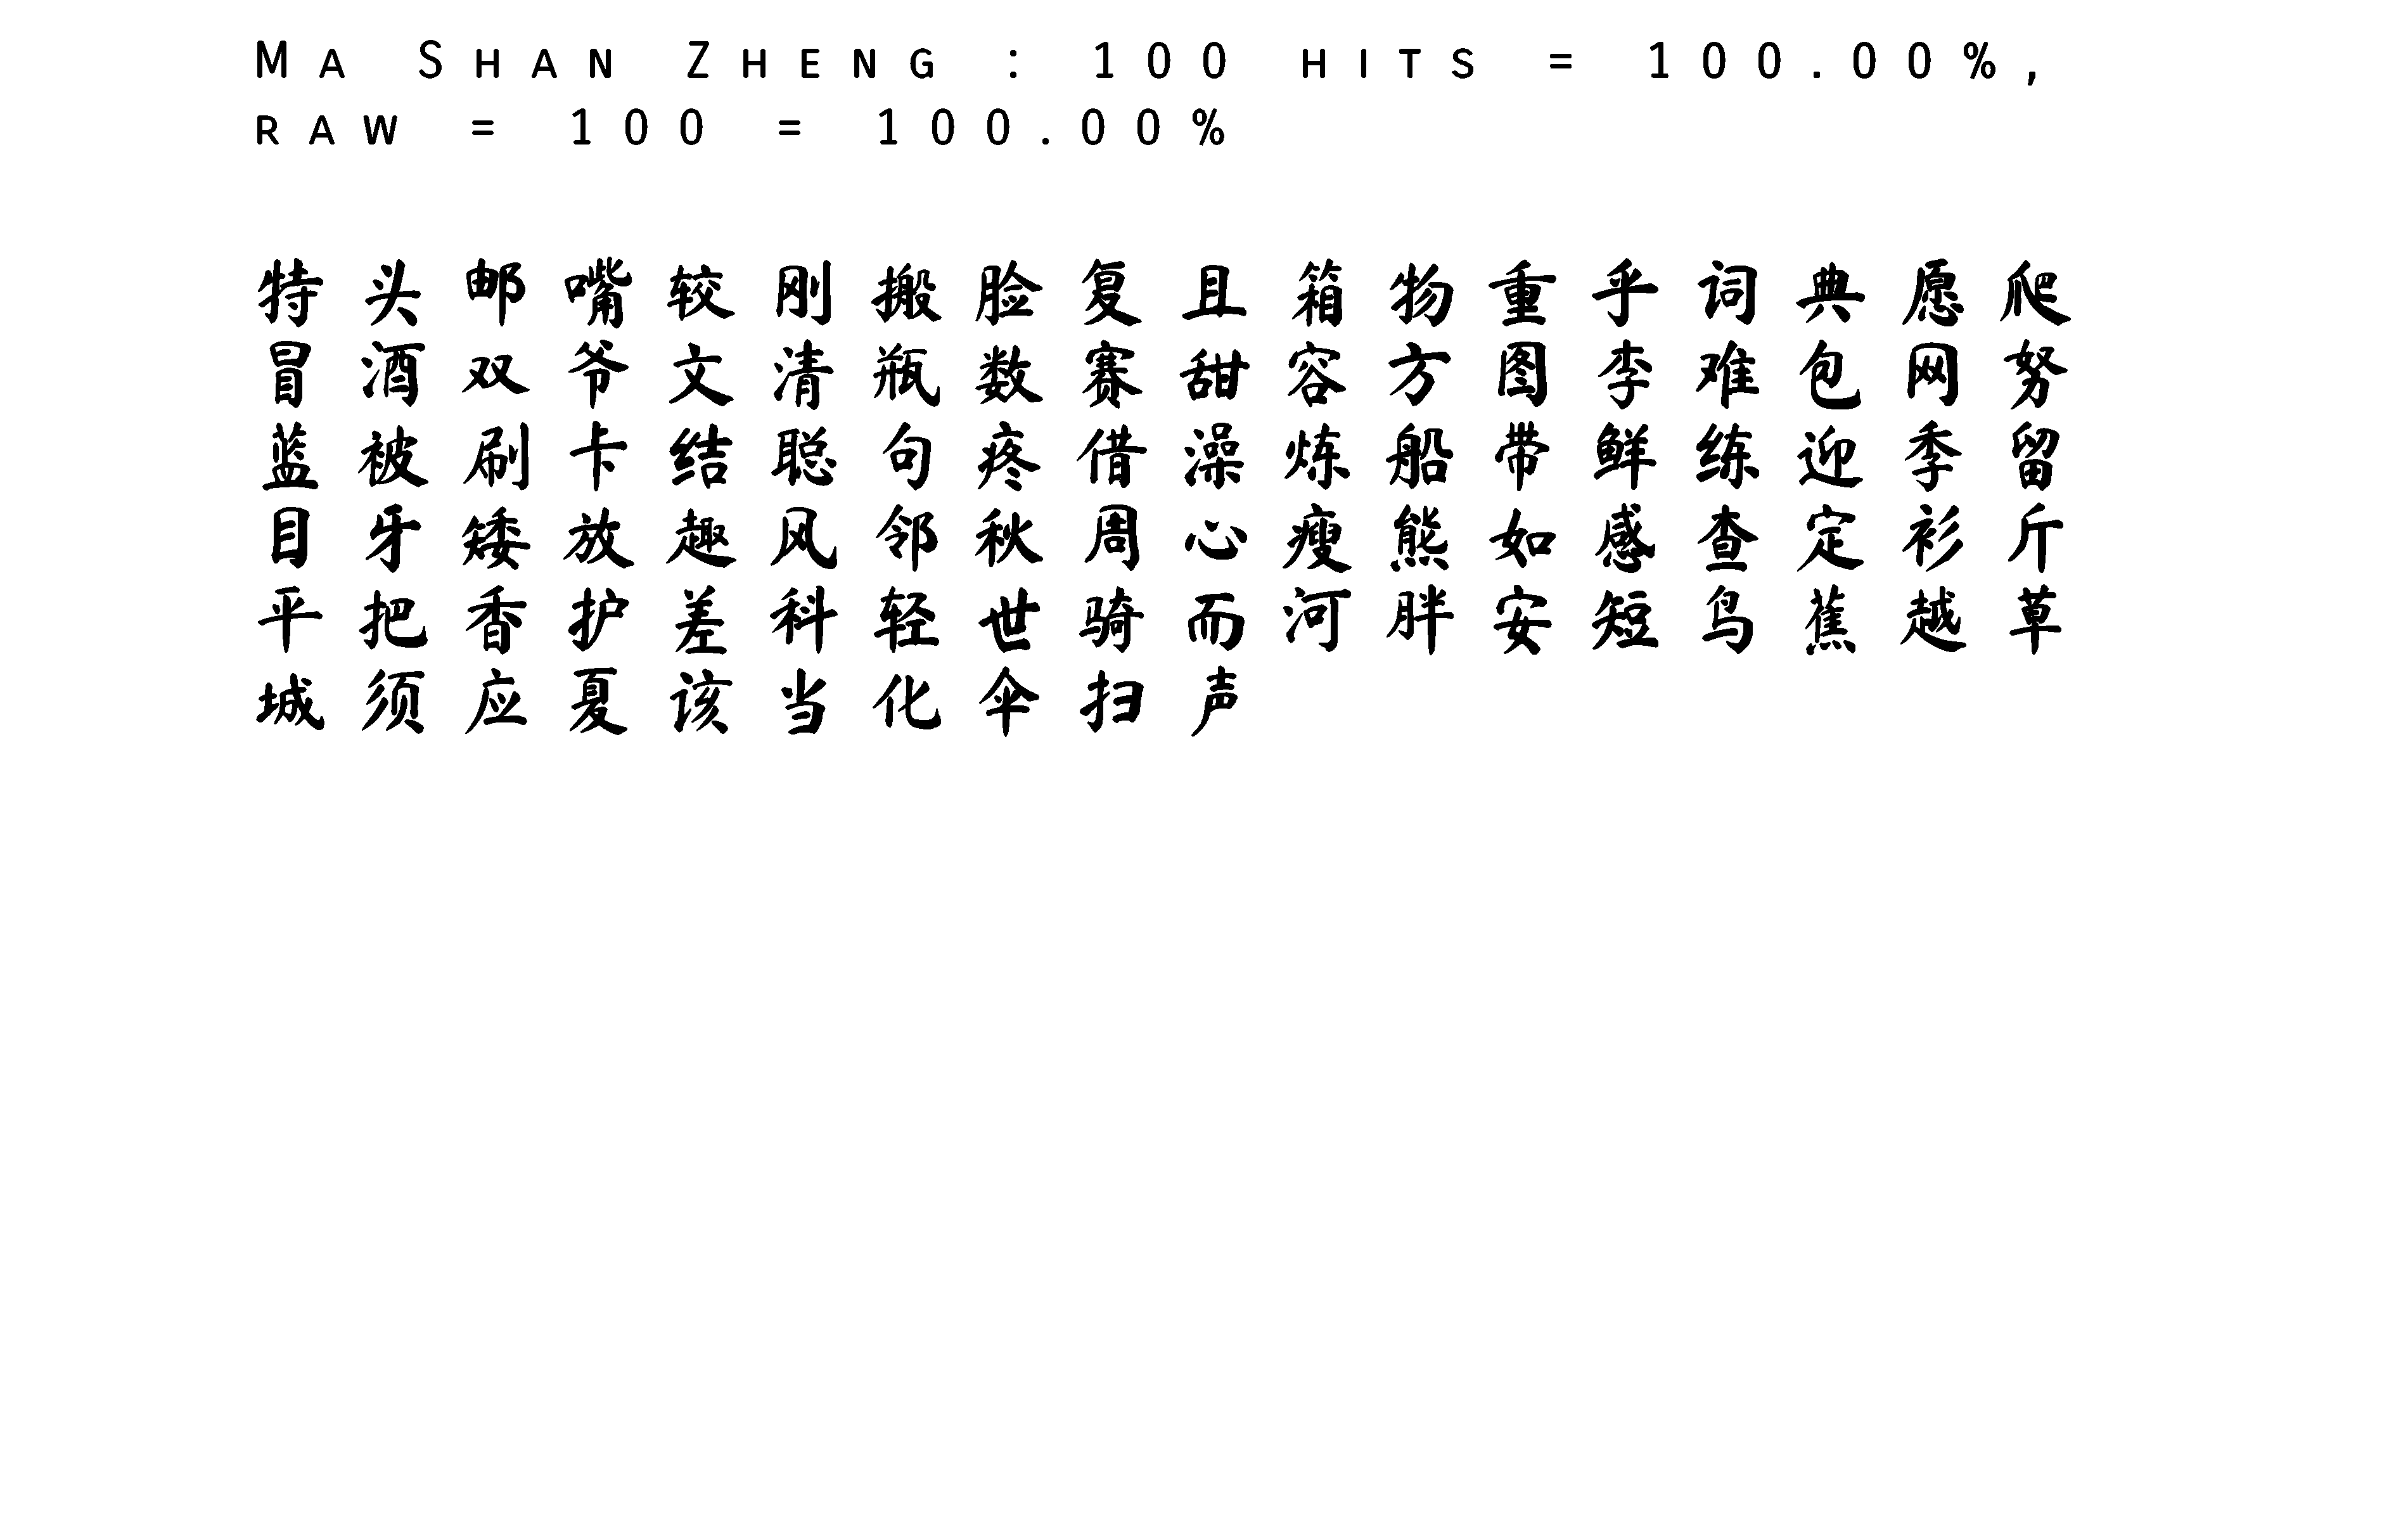 Ma Shan Zheng : 100 hits = 100.00%,
raw = 100 = 100.00%
特头邮嘴较刚搬脸复且箱物重乎词典愿爬
冒酒双爷文清瓶数赛甜容方图李难包网努
蓝被刷卡结聪句疼借澡炼船带鲜练迎季留
目牙矮放趣风邻秋周心瘦熊如感查定衫斤
平把香护差科轻世骑而河胖安短鸟蕉越草
城须应夏该当化伞扫声